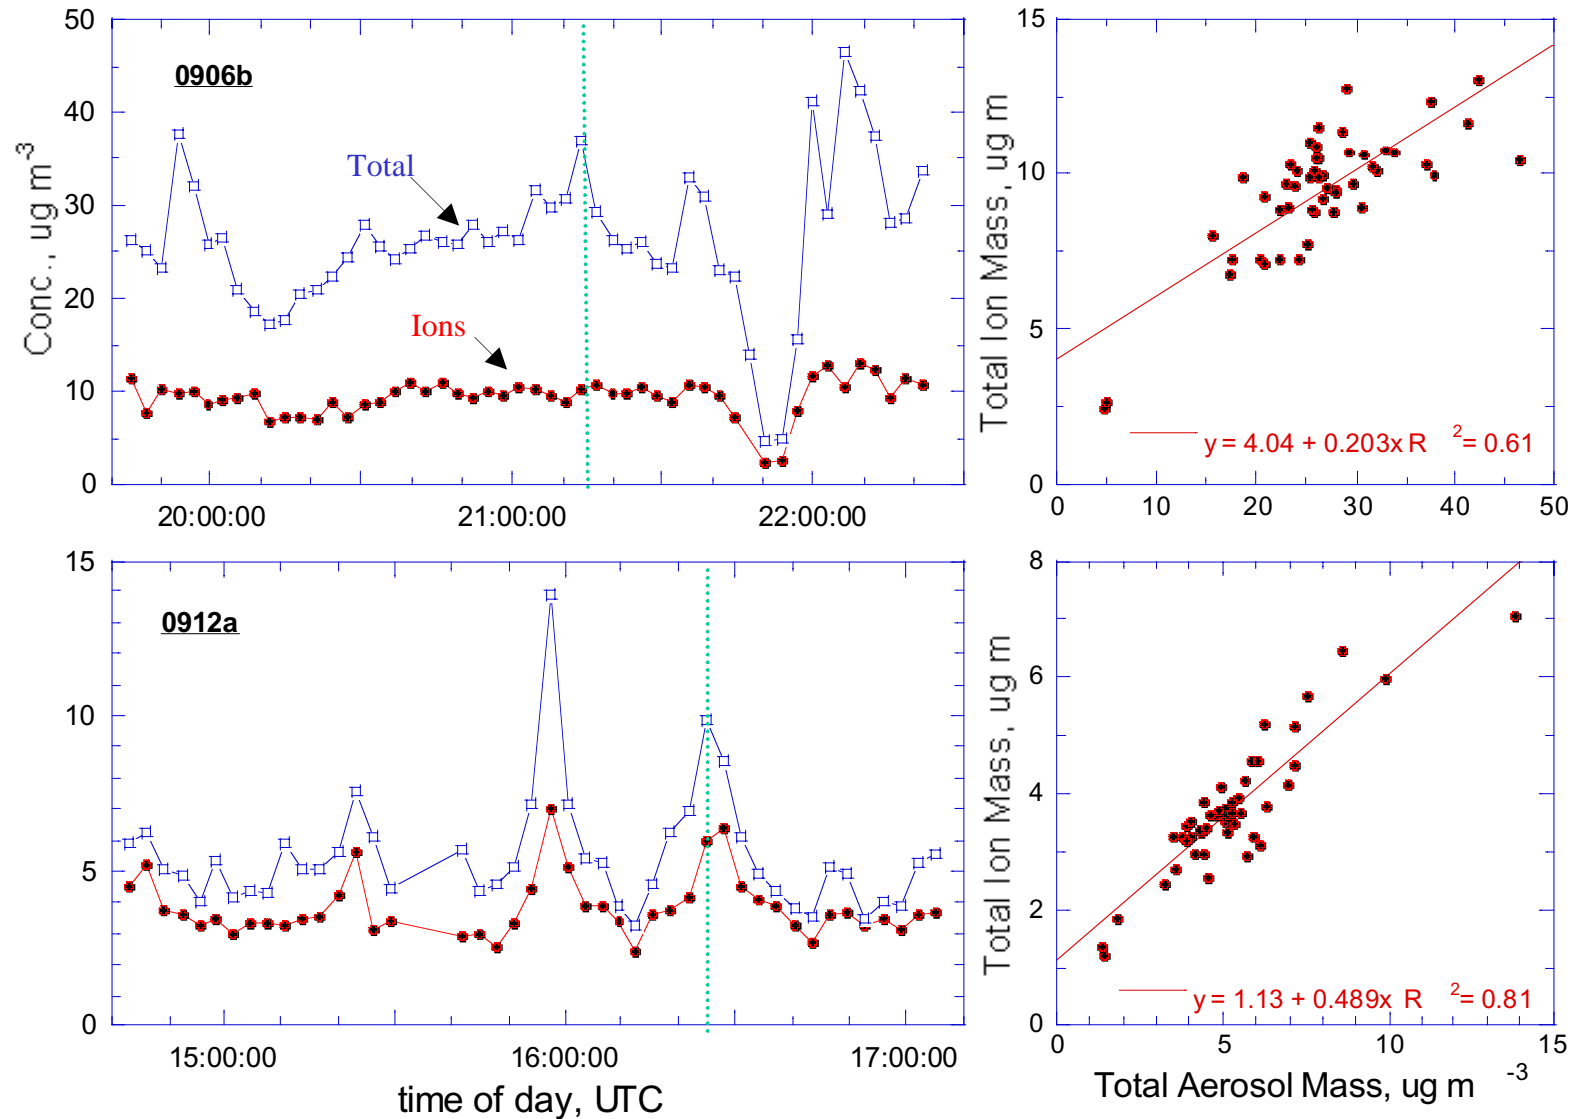 50
40
30
20
10
0
Conc., ug m-3
0906b
Total
Ions
20:00:00 21:00:00 22:00:00
15
10
5
0
Total Ion Mass, ug m
y = 4.04 + 0.203x R 2= 0.61
0 10 20 30 40 50
15
10
5
0
0912a
15:00:00 16:00:00 17:00:00
time of day, UTC
8
6
4
2
0
Total Ion Mass, ug m
y = 1.13 + 0.489x R 2= 0.81
0 5 10 15
Total Aerosol Mass, ug m -3